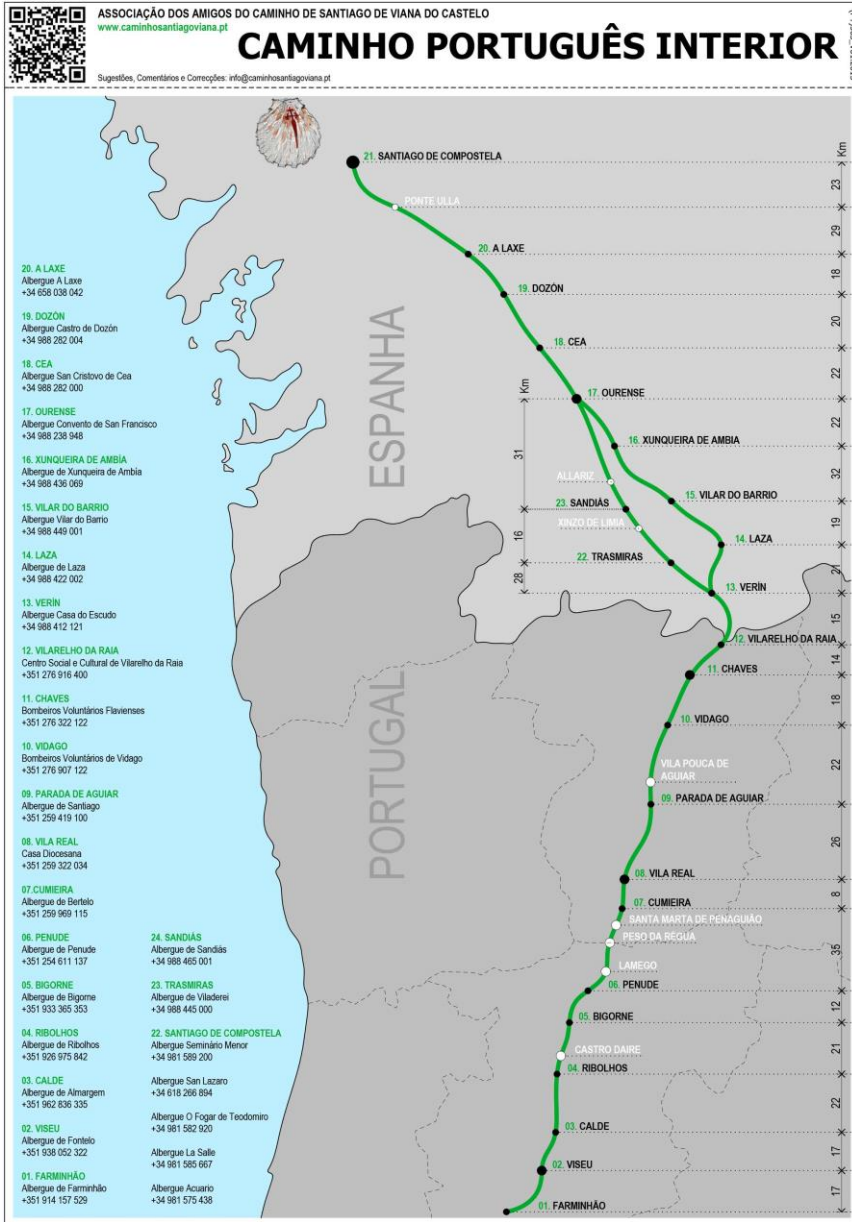 ASSOCIAÇÃO DOS AMIGOS DO CAMINHO DE SANTIAGO DE VIANA DO CASTELO
www.caminhosantiagoviana.pt
CAMINHO PORTUGUÊS INTERIOR
Sugestões, Comentários e Correcções: info@caminhosantiagoviana.pt
20. A LAXE
Albergue A Laxe
+34 658 038 042
19. DOZÓN
Albergue Castro de Dozón
+34 988 282 004
18. CEA
Albergue San Cristovo de Cea
+34 988 282 000
17. OURENSE
Albergue Convento de San Francisco
+34 988 238 948
16. XUNQUEIRA DE AMBÍA
Albergue de Xunqueira de Ambía
+34 988 436 069
15. VILAR DO BARRIO
Albergue Vilar do Barrio
+34 988 449 001
14. LAZA
Albergue de Laza
+34 988 422 002
13. VERÍN
Albergue Casa do Escudo
+34 988 412 121
12. VILARELHO DA RAIA
Centro Social e Cultural de Vilarelho da Raia
+351 276 916 400
11. CHAVES
Bombeiros Voluntários Flavienses
+351 276 322 122
10. VIDAGO
Bombeiros Voluntários de Vidago
+351 276 907 122
09. PARADA DE AGUIAR
Albergue de Santiago
+351 259 419 100
08. VILA REAL
Casa Diocesana
+351 259 322 034
07.CUMIEIRA
Albergue de Bertelo
+351 259 969 115
06. PENUDE
Albergue de Penude
+351 254 611 137
05. BIGORNE
Albergue de Bigorne
+351 933 365 353
04. RIBOLHOS
Albergue de Ribolhos
+351 926 975 842
03. CALDE
Albergue de Almargem
+351 962 836 335
02. VISEU
Albergue de Fontelo
+351 938 052 322
01. FARMINHÃO
Albergue de Farminhão
+351 914 157 529
24. SANDIÁS
Albergue de Sandiás
+34 988 465 001
23. TRASMIRAS
Albergue de Viladerei
+34 988 445 000
22. SANTIAGO DE COMPOSTELA
Albergue Seminário Menor
+34 981 589 200
Albergue San Lazaro
+34 618 266 894
Albergue O Fogar de Teodomiro
+34 981 582 920
Albergue La Salle
+34 981 585 667
Albergue Acuario
+34 981 575 438
ESPANHA
PORTUGAL
Km
21. SANTIAGO DE COMPOSTELA
23
PONTE ULLA
29
20. A LAXE
18
19. DOZÓN
20
18. CEA
22
Km
17. OURENSE
22
16. XUNQUEIRA DE AMBIA
31
32
ALLARIZ
15. VILAR DO BARRIO
23. SANDIÁS
19
XINZO DE LIMIA
16
14. LAZA
22. TRASMIRAS
21
28
13. VERÍN
15
12. VILARELHO DA RAIA
14
11. CHAVES
18
10. VIDAGO
22
VILA POUCA DE
AGUIAR
09. PARADA DE AGUIAR
26
08. VILA REAL
8
07. CUMIEIRA
SANTA MARTA DE PENAGUIÃO
PESO DA RÉGUA
35
LAMEGO
06. PENUDE
12
05. BIGORNE
21
CASTRO DAIRE
04. RIBOLHOS
22
03. CALDE
17
02. VISEU
17
01. FARMINHÃO